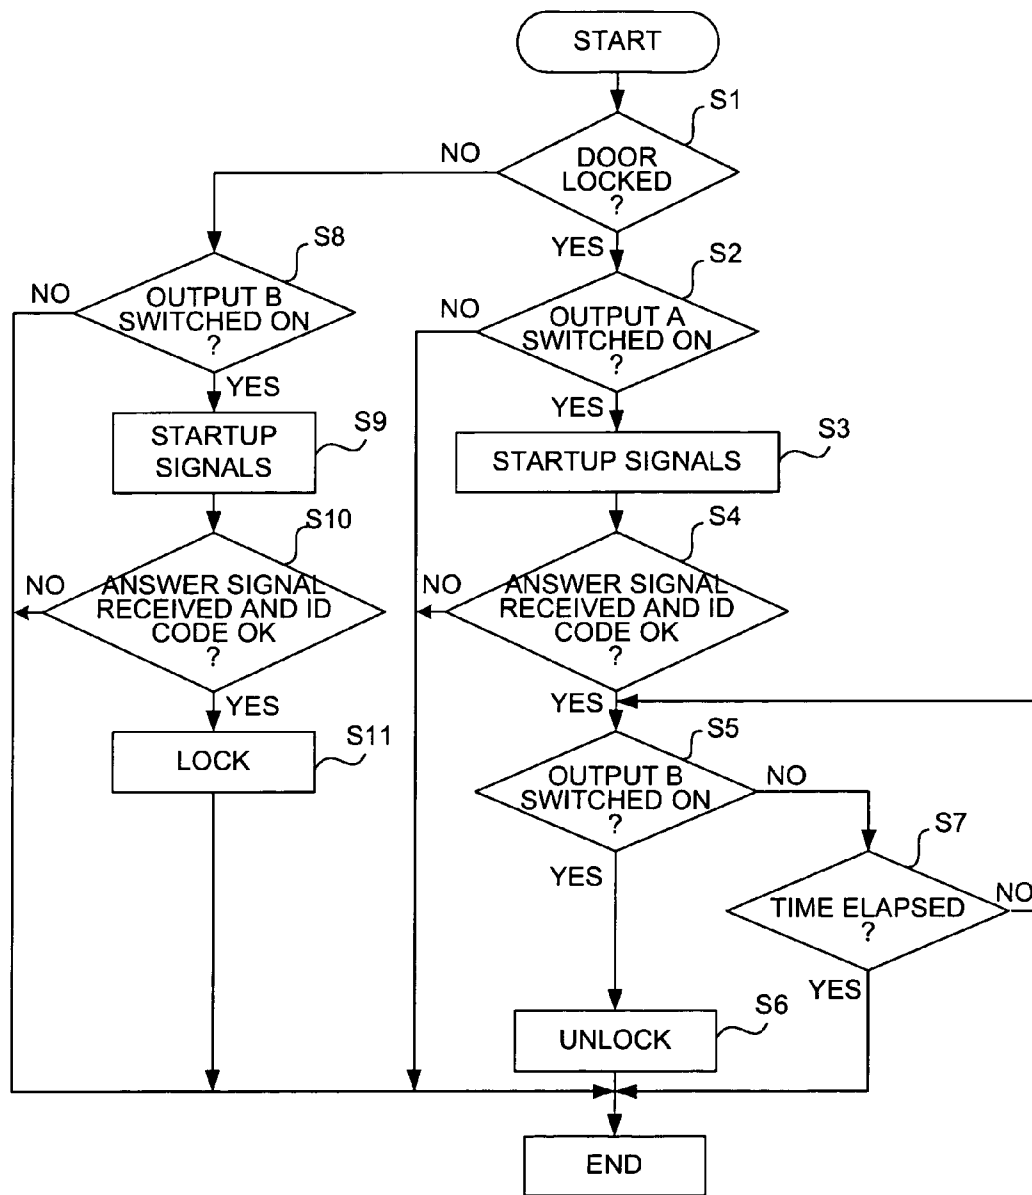 START
S1
DOOR
LOCKED
?
NO
YES
S8
OUTPUT B
SWITCHED ON
?
NO
YES
S2
OUTPUT A
SWITCHED ON
?
NO
YES
S9
STARTUP
SIGNALS
S3
STARTUP SIGNALS
S10
ANSWER SIGNAL
RECEIVED AND ID
CODE OK
?
NO
YES
S4
ANSWER SIGNAL
RECEIVED AND ID
CODE OK
?
NO
YES
S11
LOCK
S5
OUTPUT B
SWITCHED ON
?
NO
YES
S7
TIME ELAPSED
?
NO
YES
S6
UNLOCK
END